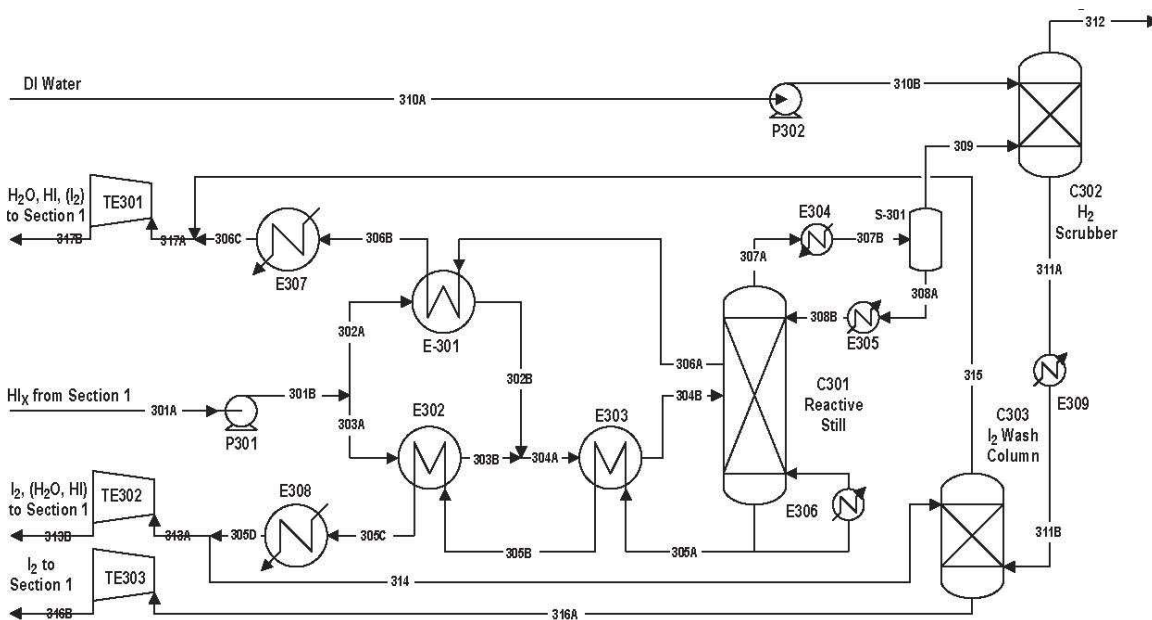 312
DI Water
310A
310B
P302
309
C302
H2
Scrubber
H2O, HI, (I2)
to Section 1
TE301
317B
317A
306C
306B
E307
E304
307A
307B
S-301
308A
308B
E305
311A
302A
E-301
306A
315
E309
302B
HIX from Section 1
301A
301B
P301
303A
E302
303B
304A
E303
304B
C301
Reactive
Still
C303
I2 Wash
Column
I2, (H2O, HI)
to Section 1
TE302
313B
313A
E308
305D
305C
305B
305A
E306
311B
314
I2 to
Section 1
TE303
316B
316A